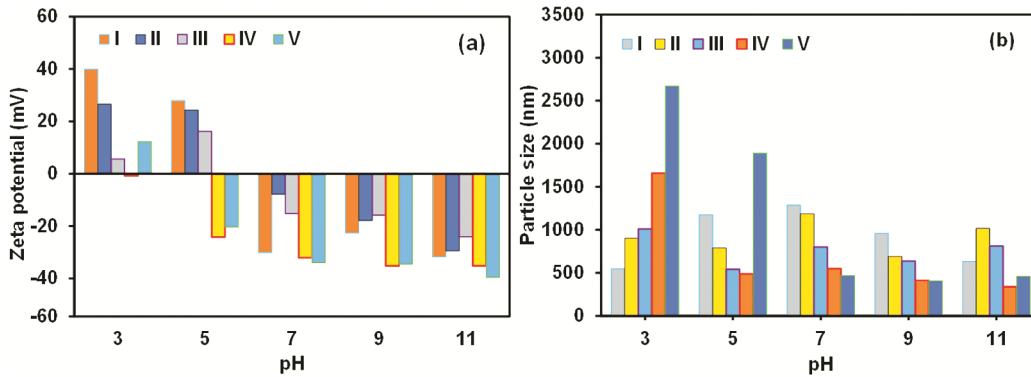 60
40
20
0
-20
-40
-60
Zeta potential (mV)
I II III IV V
(a)
3 5 7 9 11
pH
3500
3000
2500
2000
1500
1000
500
0
Particle size (nm)
I II III IV V
(b)
3 5 7 9 11
pH